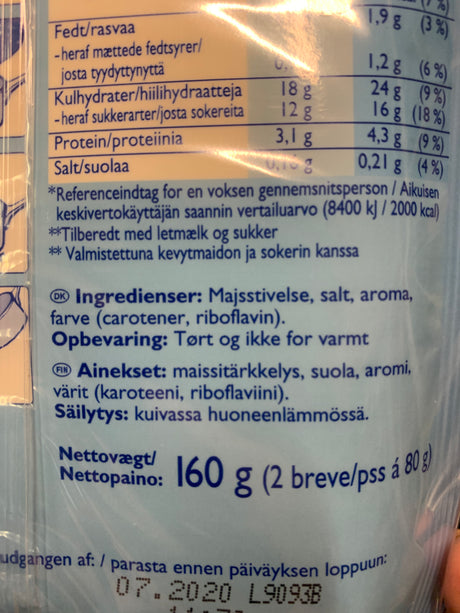 Fedt/rasvaa 1,9 g (3 %)
-heraf mættede fedtsyrer/
josta tyydyttynyttä 1,2 g (6 %)
Kulhydrater/hiilihydraatteja 18 g 24 g (9 %)
-heraf sukkerarter/josta sokereita 12 g 16 g (18 %)
Protein/proteiinia 3,1 g 4,3 g (9 %)
Salt/suolaa 0,16 g 0,21 g (4 %)
*Referenceindtag for en voksen gennemsnitsperson / Aikuisen
keskivertokäyttäjän saannin vertailuarvo (8400 kJ / 2000 kcal)
**Tilberedt med letmælk og sukker
** Valmistettuna kevytmaidon ja sokerin kanssa
DK Ingredienser: Majsstivelse, salt, aroma,
farve (carotener, riboflavin).
Opbevaring: Tørt og ikke for varmt
FIN Ainekset: maissitärkkelys, suola, aromi,
värit (karoteeni, riboflaviini).
Säilytys: kuivassa huoneenlämmössä.
Nettovægt/
Nettopaino: 160 g (2 breve/pss á 80 g)
udgangen af: / parasta ennen päiväyksen loppuun:
07.2020 L9093B